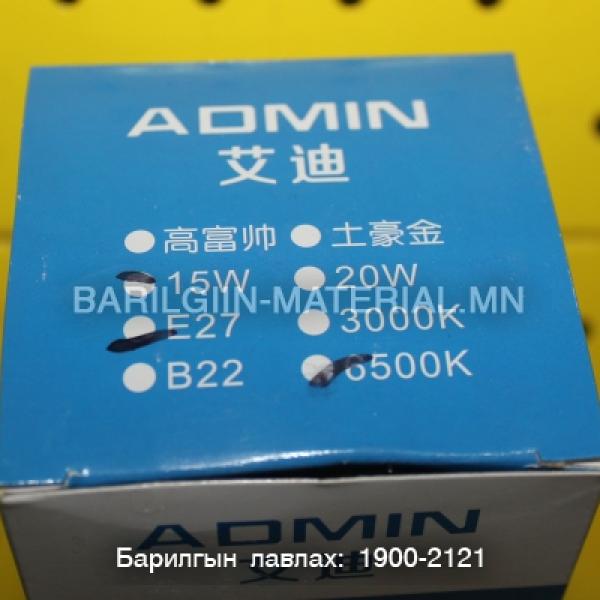 ADMIN
艾迪
高富帅 土豪金
15W 20W
BARILGIIN-MATERIAL.MN
E27 3000K
B22 6500K
ADMIN
艾迪
Барилгын лавлах: 1900-2121